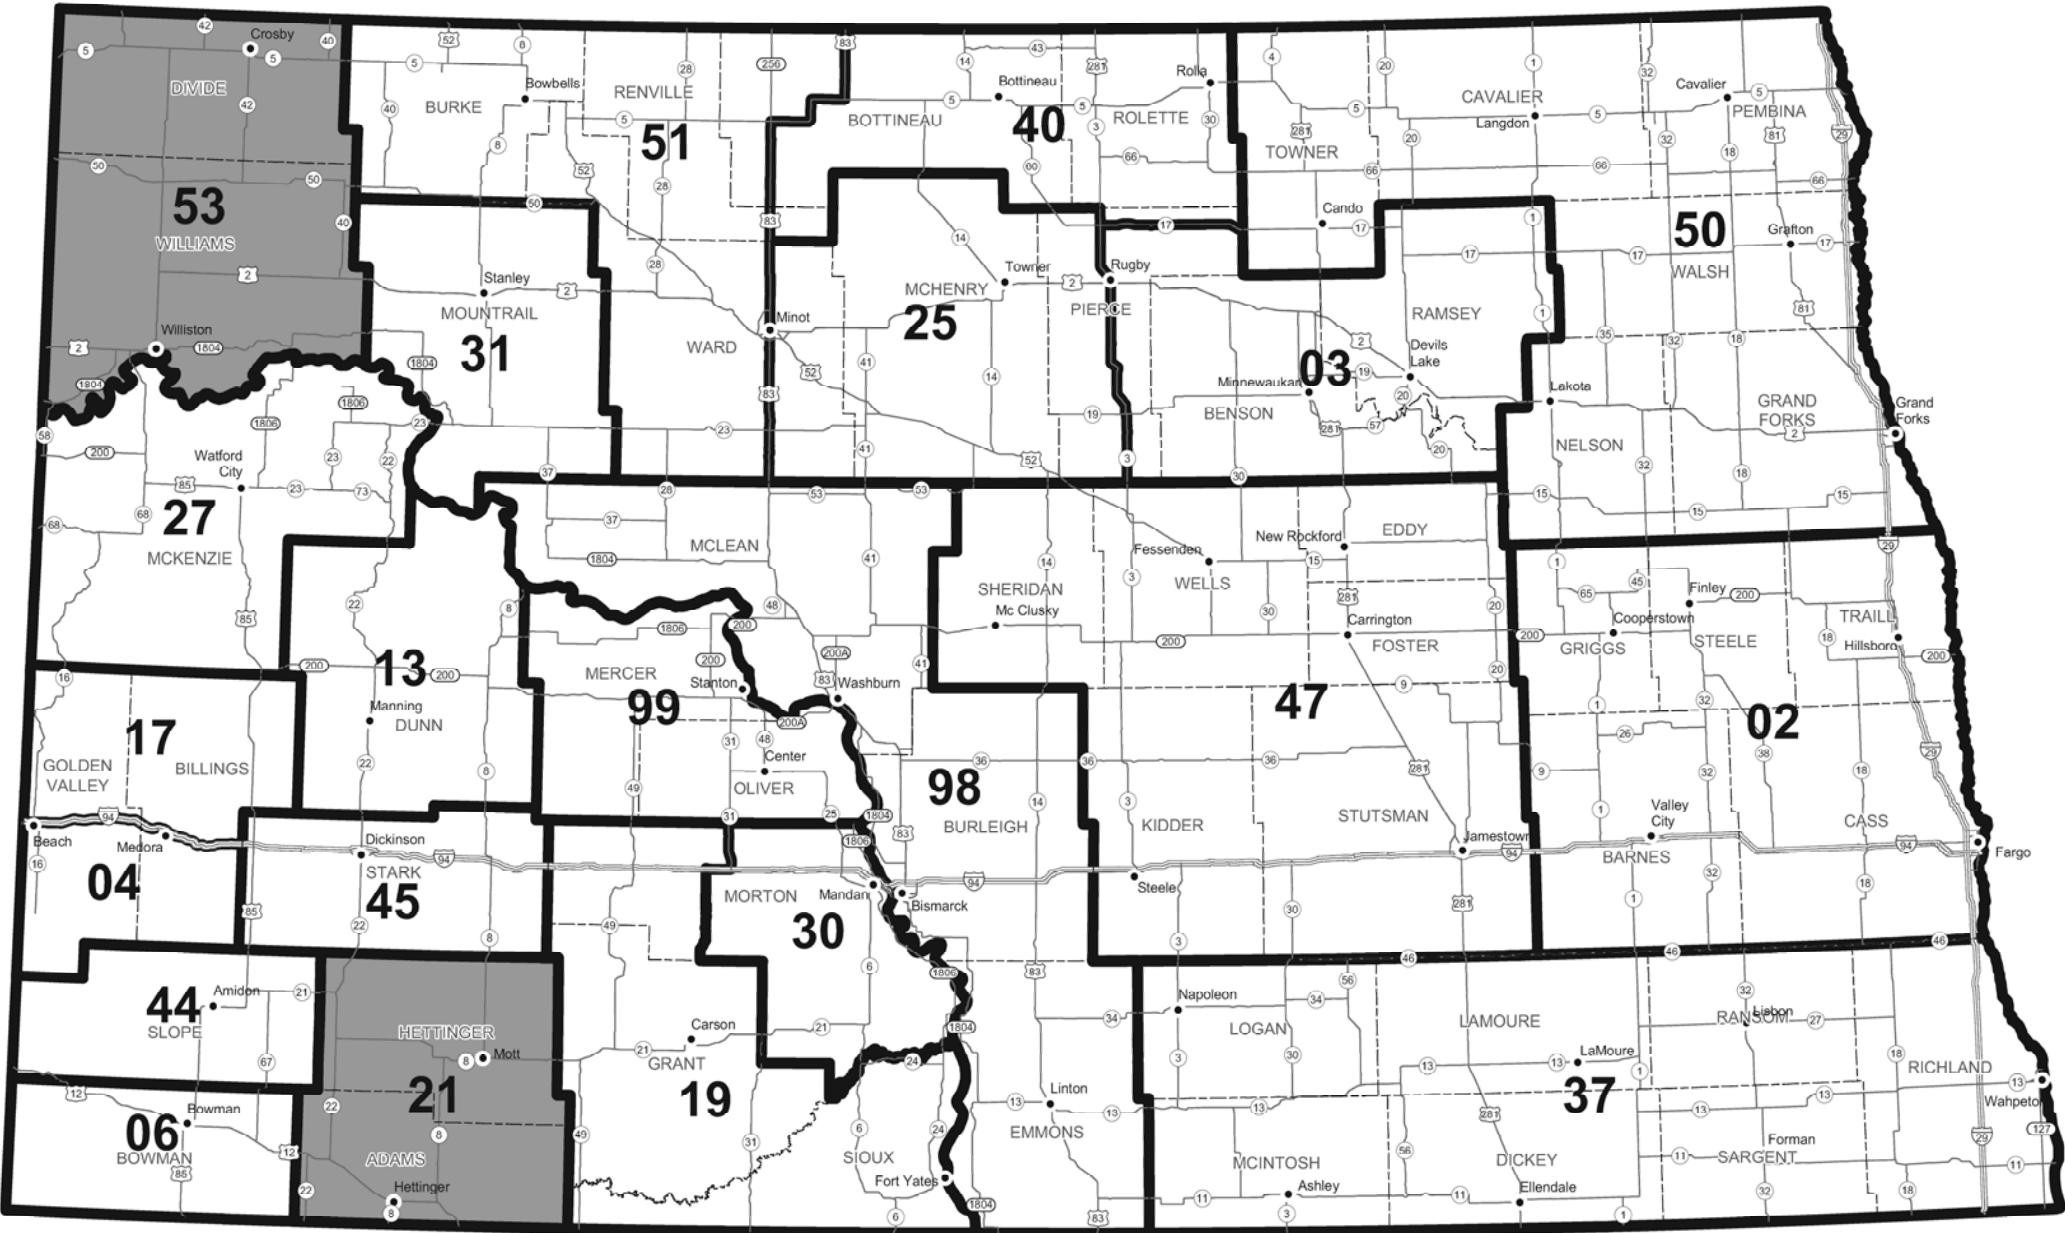 Crosby
DIVIDE
53
WILLIAMS
Williston
BURKE
Bowbells
RENVILLE
51
BOTTINEAU
Bottineau
40
Rolla
ROLETTE
TOWNER
Cando
CAVALIER
Langdon
Cavalier
PEMBINA
50
WALSH
Grafton
Stanley
MOUNTRAIL
31
WARD
Minot
MCHENRY
Towner
25
Rugby
PIERCE
RAMSEY
Devils
Lake
03
Minnewaukan
BENSON
Lakota
NELSON
GRAND
FORKS
Grand
Forks
Watford
City
27
MCKENZIE
MCLEAN
SHERIDAN
Mc Clusky
Fessenden
WELLS
New Rockford
EDDY
Carrington
FOSTER
Finley
Cooperstown
GRIGGS
STEELE
TRAILL
Hillsboro
13
Manning
DUNN
MERCER
Stanton
99
Washburn
Center
OLIVER
98
BURLEIGH
47
KIDDER
STUTSMAN
Jamestown
Steele
02
Valley
City
BARNES
CASS
Fargo
17
GOLDEN
VALLEY
BILLINGS
Beach
Medora
04
Dickinson
STARK
45
MORTON
Mandan
30
Bismarck
44
Amidon
SLOPE
HETTINGER
Mott
21
ADAMS
Hettinger
06
Bowman
BOWMAN
Carson
GRANT
19
SIOUX
Fort Yates
Linton
EMMONS
Napoleon
LOGAN
LAMOURE
LaMoure
37
RANSOM
Lisbon
RICHLAND
Wahpeto
MCINTOSH
Ashley
DICKEY
Ellendale
Forman
SARGENT